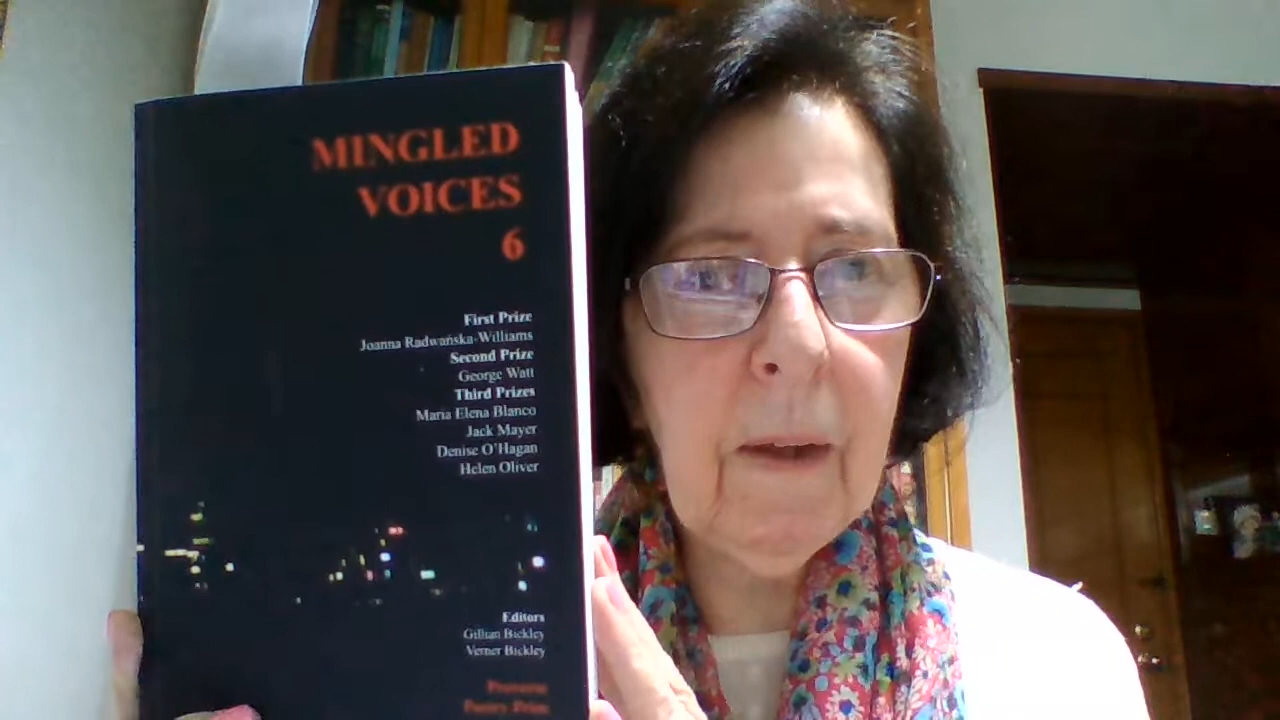 MINGLED
VOICES
6
First Prize
Joanna Radwańska-Williams
Second Prize
George Watt
Third Prizes
Maria Elena Blanco
Jack Mayer
Denise O'Hagan
Helen Oliver
Editors
Gillian Bickley
Verner Bickley
Proverse
Poetry Prize